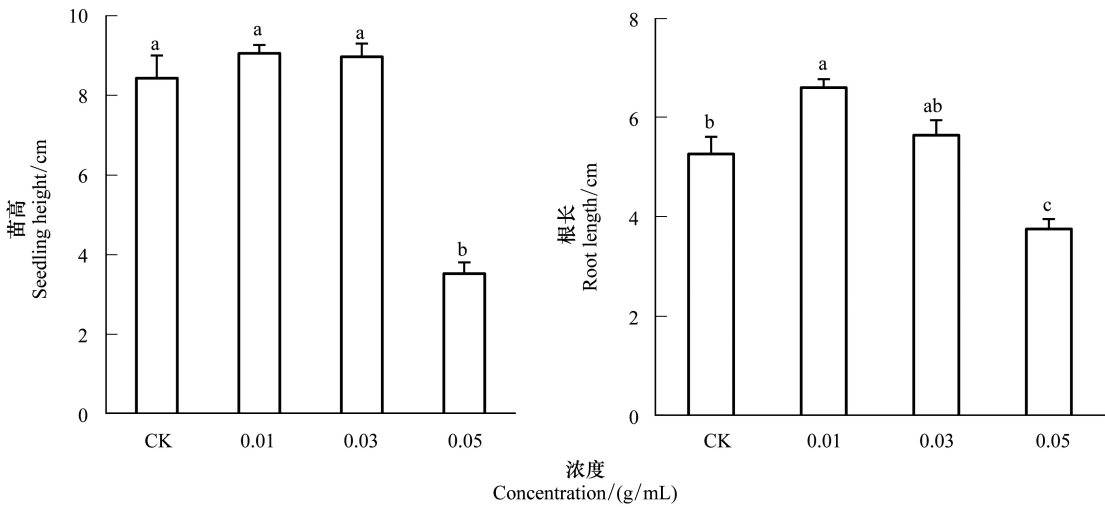 苗高
Seedling height/cm
10
8
6
4
2
0
a
a
a
b
CK
0.01
0.03
0.05
根长
Root length/cm
8
6
4
2
0
b
a
ab
c
CK
0.01
0.03
0.05
浓度
Concentration/(g/mL)